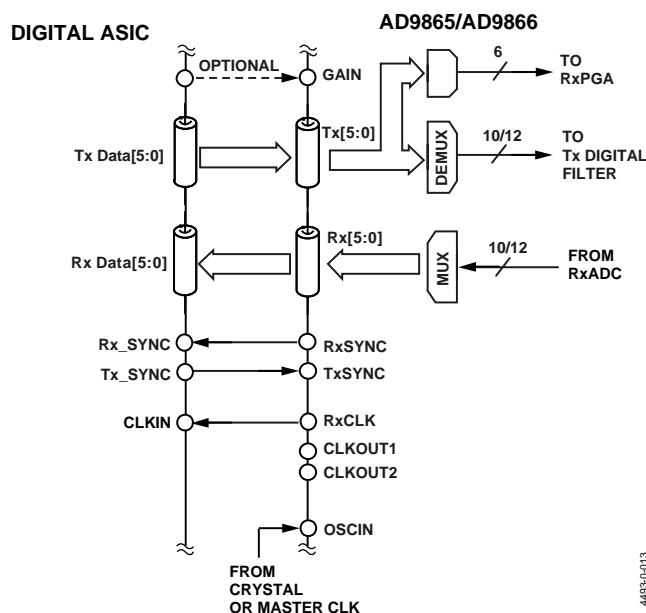 DIGITAL ASIC
AD9865/AD9866
OPTIONAL
GAIN
6
TO
RxPGA
Tx Data[5:0]
Tx[5:0]
DEMUX
10/12
TO
Tx DIGITAL
FILTER
Rx Data[5:0]
Rx[5:0]
MUX
10/12
FROM
RxADC
Rx_SYNC
RxSYNC
Tx_SYNC
TxSYNC
CLKIN
RxCLK
CLKOUT1
CLKOUT2
OSCIN
FROM
CRYSTAL
OR MASTER CLK
4493-0-013